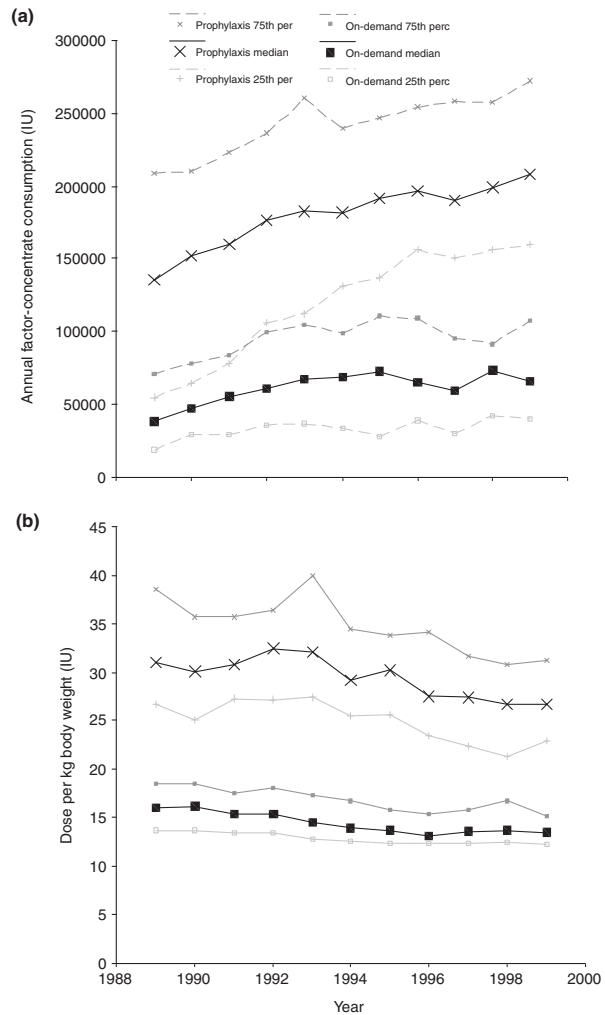 (a)
Prophylaxis 75th per
On-demand 75th perc
Prophylaxis median
On-demand median
Prophylaxis 25th per
On-demand 25th perc
300000
250000
200000
150000
100000
50000
0
Annual factor-concentrate consumption (IU)
(b)
45
40
35
30
25
20
15
10
5
0
Dose per kg body weight (IU)
1988 1990 1992 1994 1996 1998 2000
Year